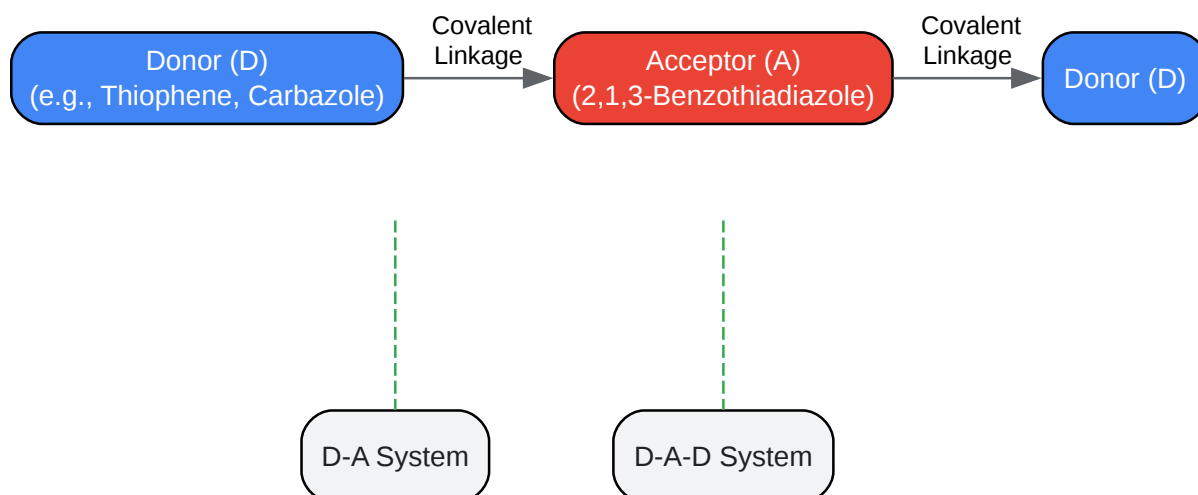 Donor (D)
(e.g., Thiophene, Carbazole)
Covalent
Linkage
Acceptor (A)
(2,1,3-Benzothiadiazole)
Covalent
Linkage
Donor (D)
D-A System
D-A-D System